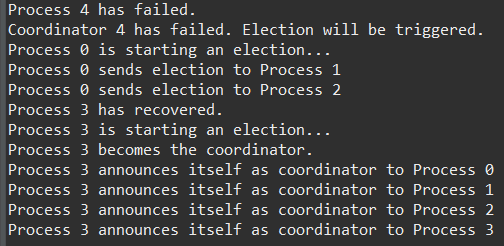 Process 4 has failed.
Coordinator 4 has failed. Election will be triggered.
Process 0 is starting an election...
Process 0 sends election to Process 1
Process 0 sends election to Process 2
Process 3 has recovered.
Process 3 is starting an election...
Process 3 becomes the coordinator.
Process 3 announces itself as coordinator to Process 0
Process 3 announces itself as coordinator to Process 1
Process 3 announces itself as coordinator to Process 2
Process 3 announces itself as coordinator to Process 3